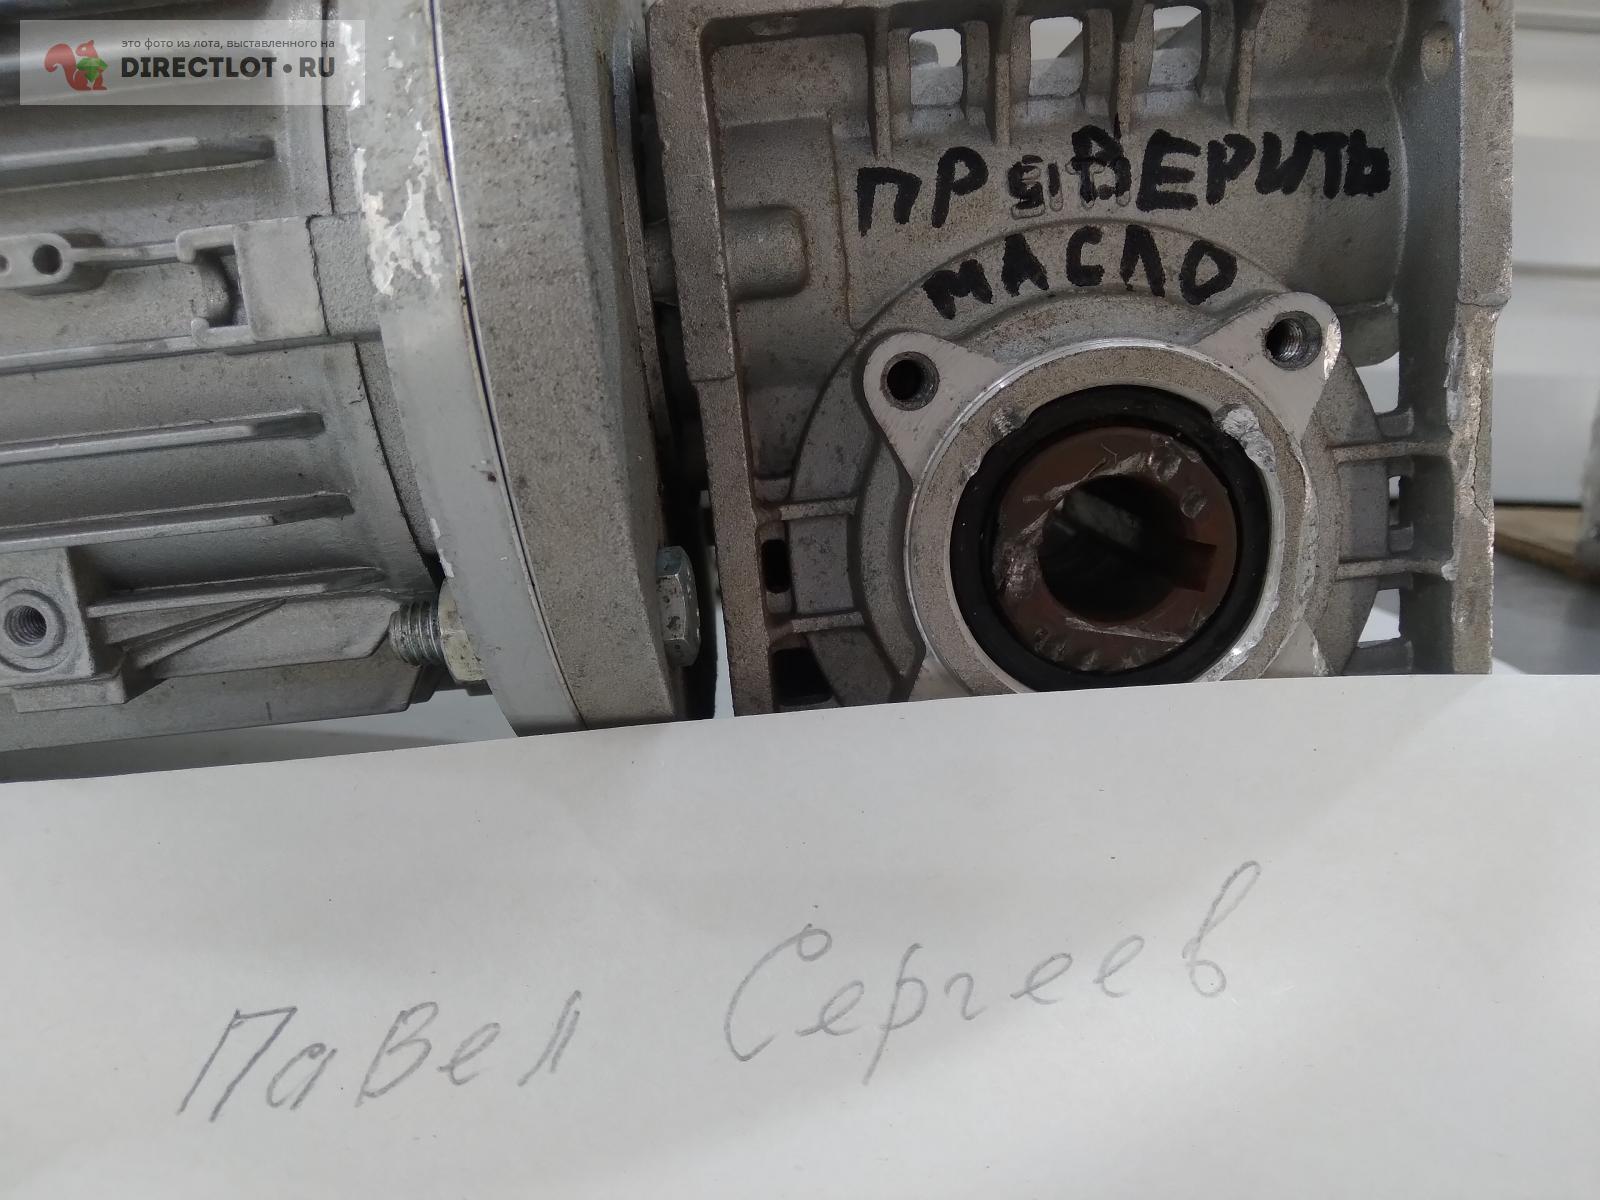 это фото из лота, выставленного на
DIRECTLOT.RU
ПРОВЕРИТЬ
МАСЛО
Павел Сергеев